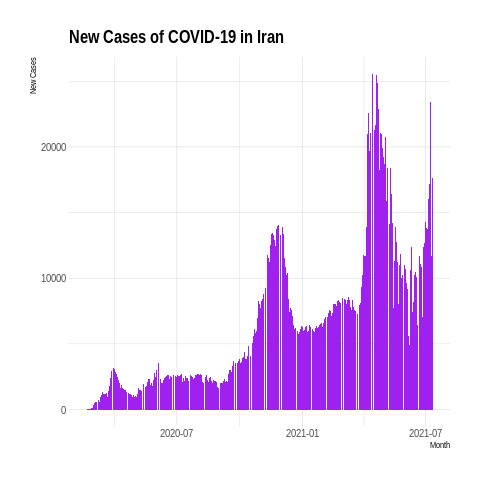 New Cases of COVID-19 in Iran
New Cases
20000
10000
0
2020-07
2021-01
2021-07
Month